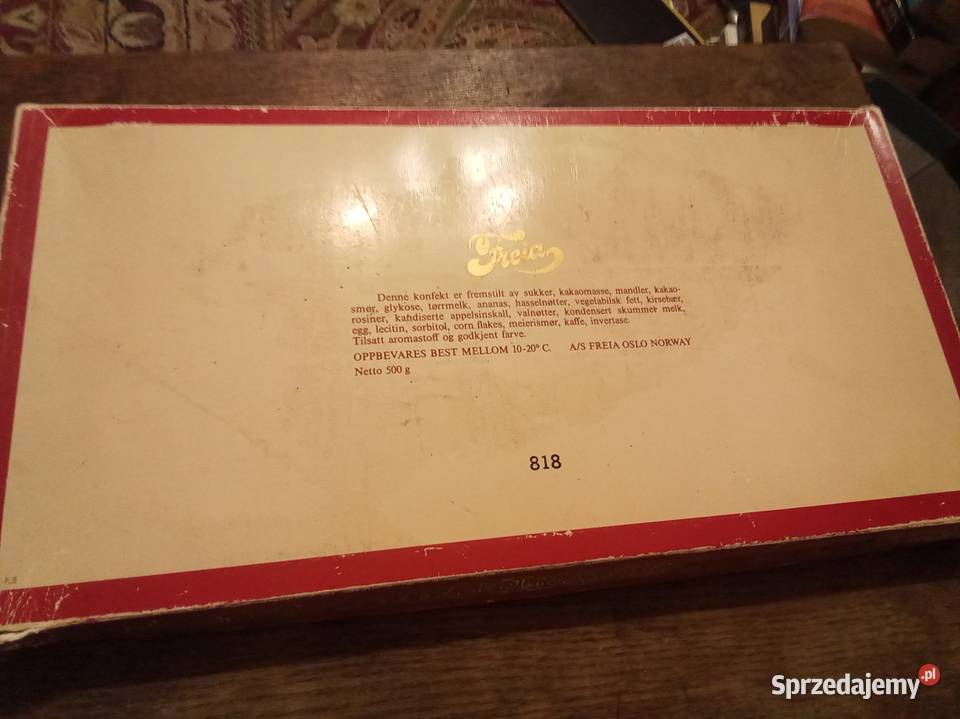 Freia
Denne konfekt er fremstilt av sukker, kakaomasse, mandler, kakao-
smør, glykose, tørrmelk, ananas, hasselnøtter, vegetabilsk fett, kirsebær,
rosiner, kandiserte appelsinskall, valnøtter, kondensert skummet melk,
egg, lecitin, sorbitol, corn flakes, meierismør, kaffe, invertase.
Tilsatt aromastoff og godkjent farve.
OPPBEVARES BEST MELLOM 10-20° C. A/S FREIA OSLO NORWAY
Netto 500 g
818
Sprzedajemy.pl